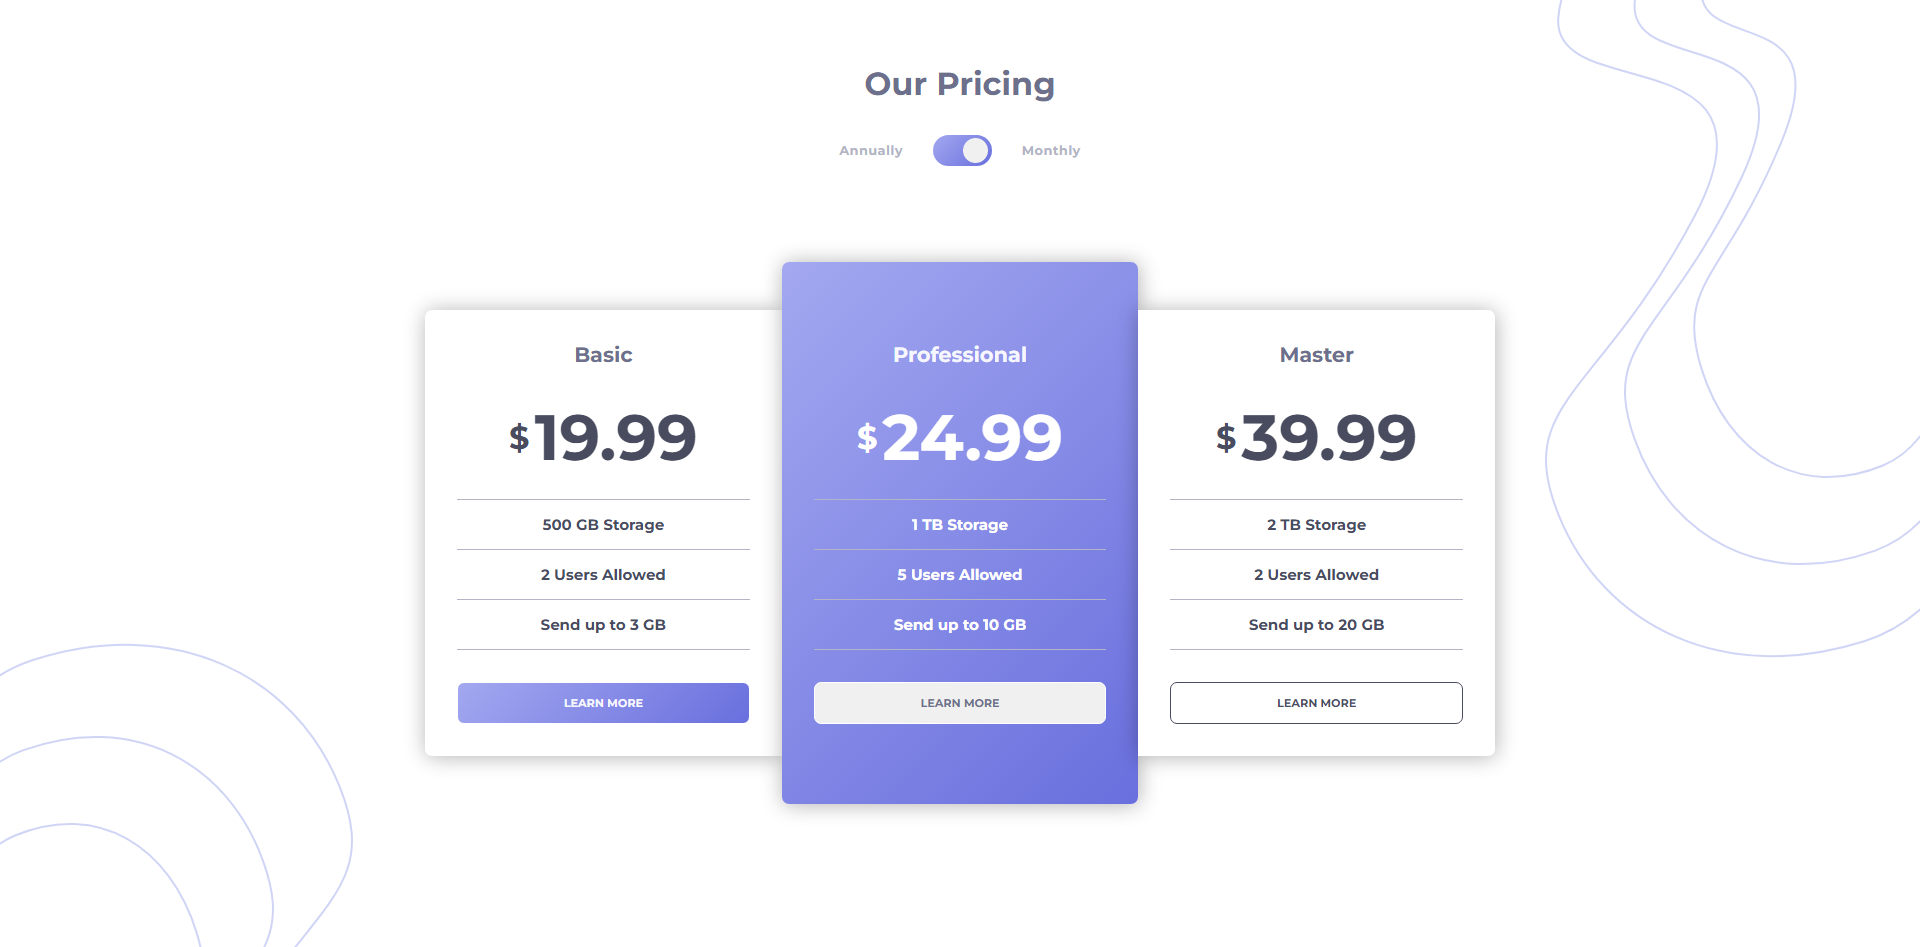 Our Pricing
Annually
Monthly
Basic
$19.99
500 GB Storage
2 Users Allowed
Send up to 3 GB
LEARN MORE
Professional
$24.99
1 TB Storage
5 Users Allowed
Send up to 10 GB
LEARN MORE
Master
$39.99
2 TB Storage
2 Users Allowed
Send up to 20 GB
LEARN MORE